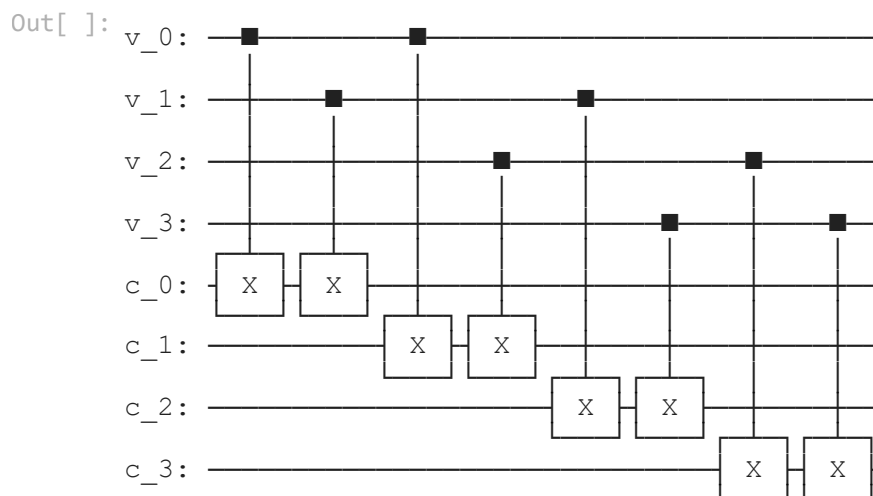 Out[ ]:
v_0:
v_1:
v_2:
v_3:
c_0: X X
c_1: X X
c_2: X X
c_3: X X